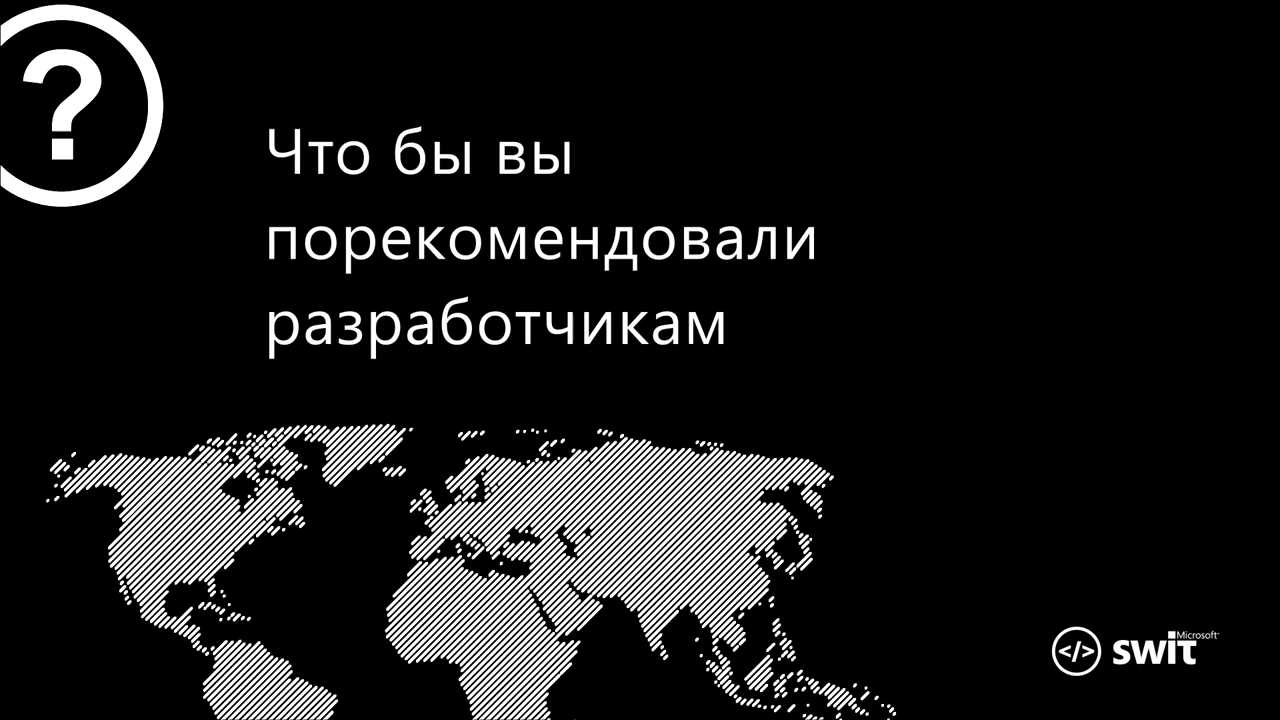 ?
Что бы вы
порекомендовали
разработчикам
</> swit Microsoft